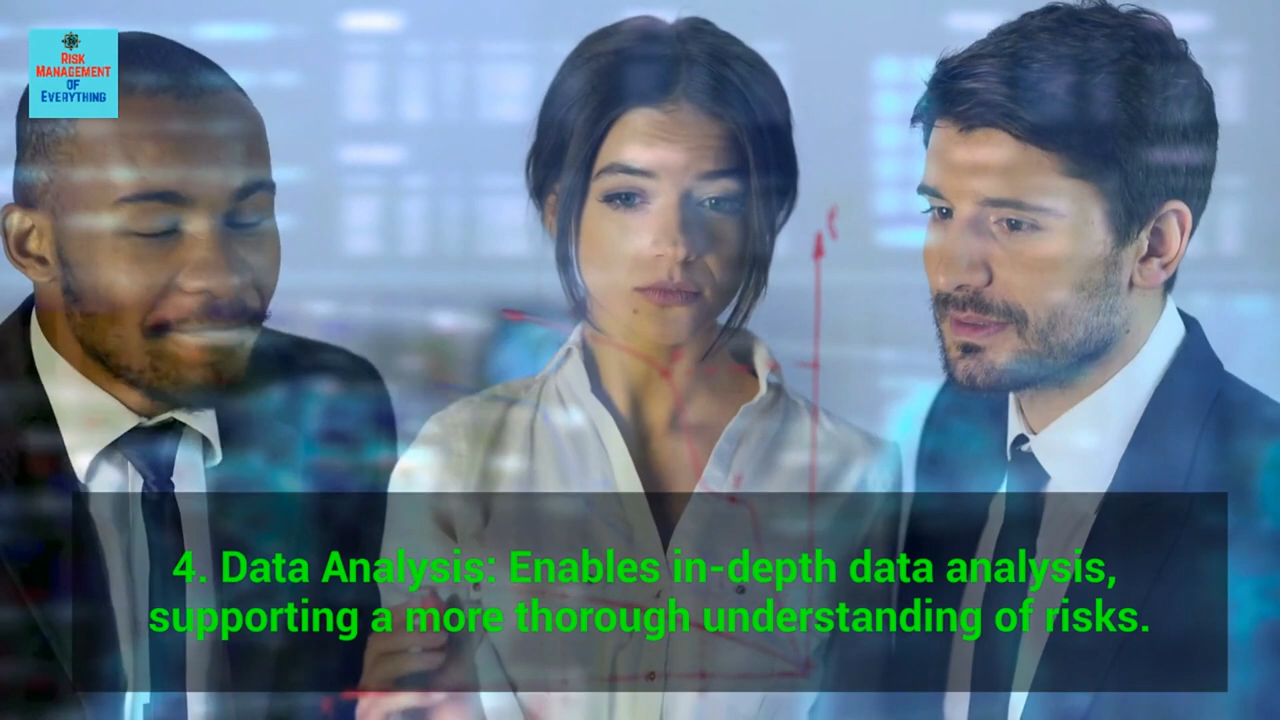 RISK
MANAGEMENT
OF
EVERYTHING
4. Data Analysis: Enables in-depth data analysis,
supporting a more thorough understanding of risks.